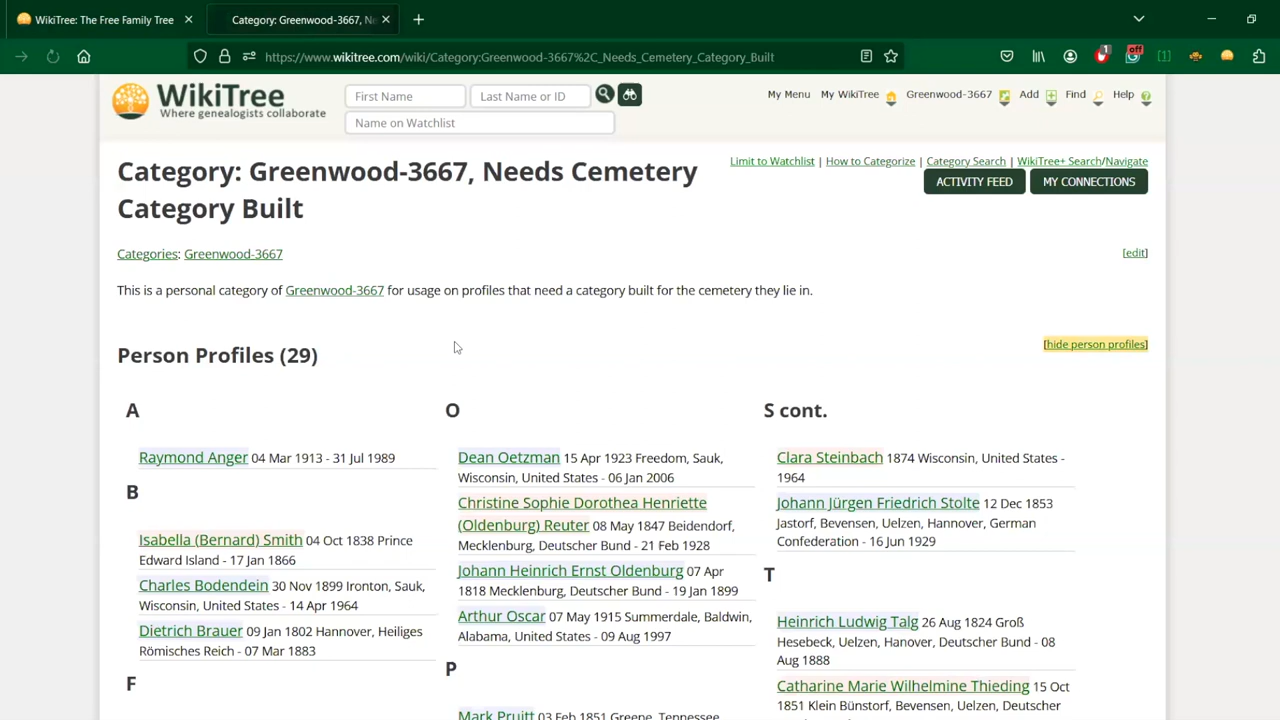 WikiTree: The Free Family Tree
Category: Greenwood-3667, N
https://www.wikitree.com/wiki/Category:Greenwood-3667%2C_Needs_Cemetery_Category_Built
1
off
WikiTree
Where genealogists collaborate
First Name
Last Name or ID
Name on Watchlist
My Menu
My WikiTree
Greenwood-3667
Add
Find
Help
Category: Greenwood-3667, Needs Cemetery
Category Built
Limit to Watchlist | How to Categorize | Category Search | WikiTree+ Search/Navigate
ACTIVITY FEED
MY CONNECTIONS
Categories: Greenwood-3667
[edit]
This is a personal category of Greenwood-3667 for usage on profiles that need a category built for the cemetery they lie in.
Person Profiles (29)
[hide person profiles]
A
Raymond Anger 04 Mar 1913 - 31 Jul 1989
B
Isabella (Bernard) Smith 04 Oct 1838 Prince
Edward Island - 17 Jan 1866
Charles Bodendein 30 Nov 1899 Ironton, Sauk,
Wisconsin, United States - 14 Apr 1964
Dietrich Brauer 09 Jan 1802 Hannover, Heiliges
Römisches Reich - 07 Mar 1883
F
O
Dean Oetzman 15 Apr 1923 Freedom, Sauk,
Wisconsin, United States - 06 Jan 2006
Christine Sophie Dorothea Henriette
(Oldenburg) Reuter 08 May 1847 Beidendorf,
Mecklenburg, Deutscher Bund - 21 Feb 1928
Johann Heinrich Ernst Oldenburg 07 Apr
1818 Mecklenburg, Deutscher Bund - 19 Jan 1899
Arthur Oscar 07 May 1915 Summerdale, Baldwin,
Alabama, United States - 09 Aug 1997
P
Mark Pruitt 03 Feb 1851 Greene, Tennessee,
S cont.
Clara Steinbach 1874 Wisconsin, United States -
1964
Johann Jürgen Friedrich Stolte 12 Dec 1853
Jastorf, Bevensen, Uelzen, Hannover, German
Confederation - 16 Jun 1929
T
Heinrich Ludwig Talg 26 Aug 1824 Groß
Hesebeck, Uelzen, Hanover, Deutscher Bund - 08
Aug 1888
Catharine Marie Wilhelmine Thieding 15 Oct
1851 Klein Bünstorf, Bevensen, Uelzen, Deutscher